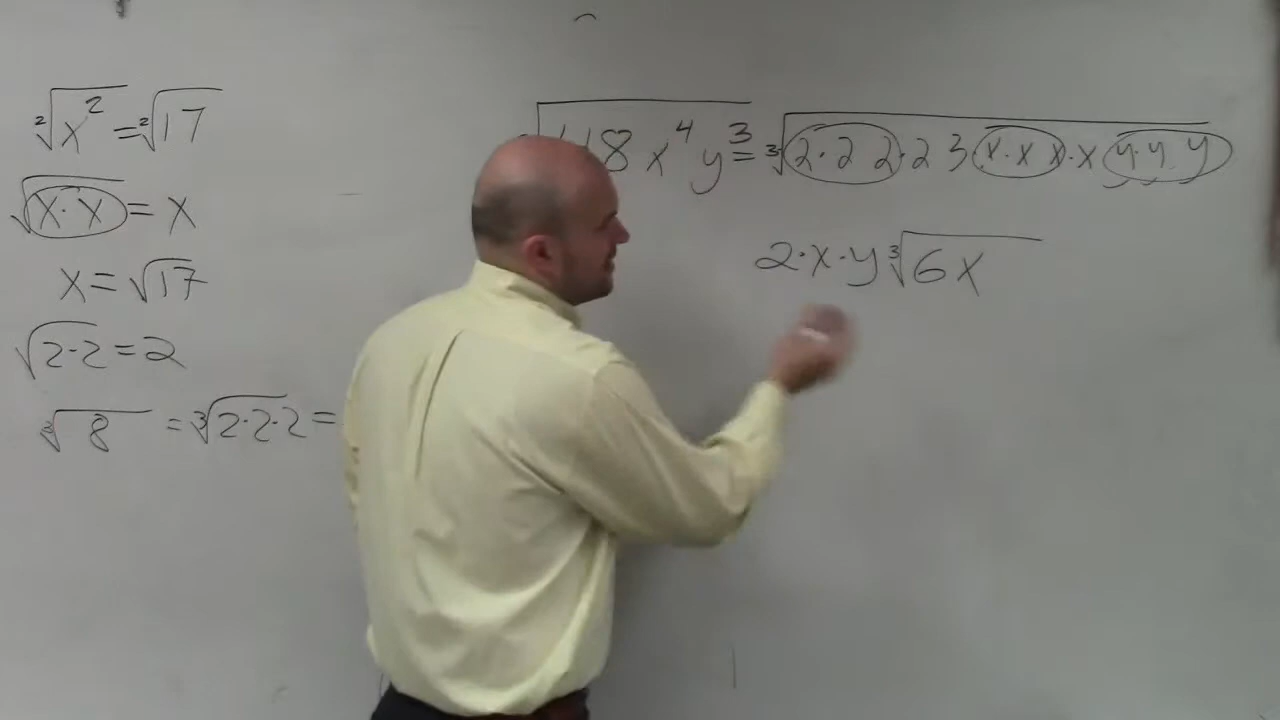 ²√x² = ²√17
√x·x = x
x = √17
√2·2 = 2
³√8 = ³√2·2·2 =
√48x⁴y³ = ³√2·2 2·2 3 x·x x·x y·y y
2·x·y ³√6x